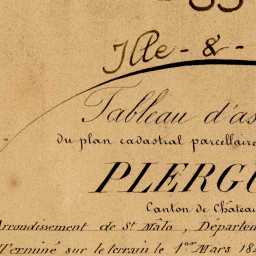 Ille-&-
Tableau d'as
du plan cadastral parcellaire
PLERGU
Canton de Chateau
Arrondissement de St Malo, Départem
Terminé sur le terrain le 1er Mars 18